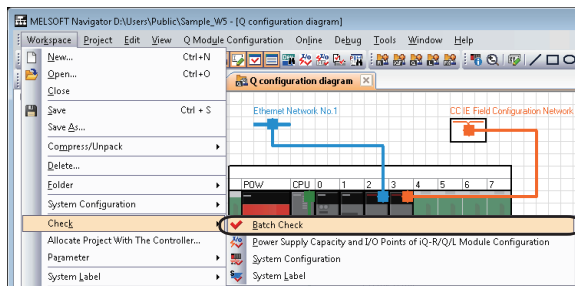 MELSOFT Navigator D:\Users\Public\Sample_W5 - [Q configuration diagram]
Workspace Project Edit View Q Module Configuration Online Debug Tools Window Help
New... Ctrl+N
Open... Ctrl+O
Close
Save Ctrl + S
Save As...
Compress/Unpack
Delete...
Folder
System Configuration
Check
Allocate Project With The Controller...
Parameter
System Label
Q configuration diagram
Ethernet Network No.1 CC IE Field Configuration Network
POW CPU 0 1 2 3 4 5 6 7
Batch Check
Power Supply Capacity and I/O Points of iQ-R/Q/L Module Configuration
System Configuration
System Label